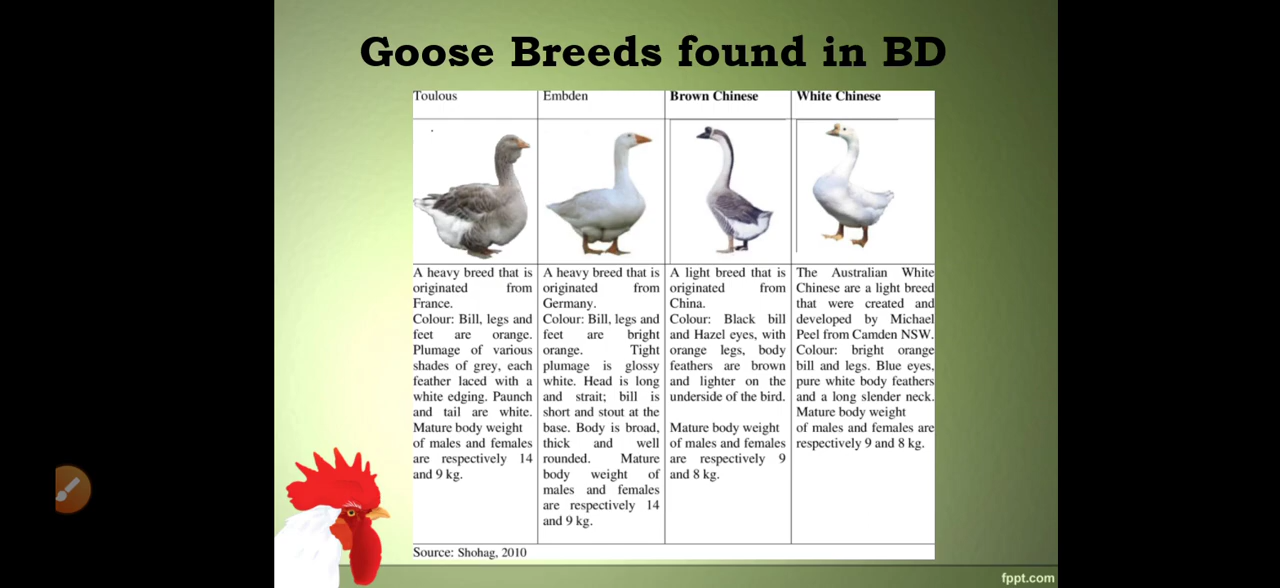 Goose Breeds found in BD
Toulous
Embden
Brown Chinese
White Chinese
A heavy breed that is
originated from
France.
Colour: Bill, legs and
feet are orange.
Plumage of various
shades of grey, each
feather laced with a
white edging. Paunch
and tail are white.
Mature body weight
of males and females
are respectively 14
and 9 kg.
A heavy breed that is
originated from
Germany.
Colour: Bill, legs and
feet are bright
orange. Tight
plumage is glossy
white. Head is long
and strait; bill is
short and stout at the
base. Body is broad,
thick and well
rounded. Mature
body weight of
males and females
are respectively 14
and 9 kg.
A light breed that is
originated from
China.
Colour: Black bill
and Hazel eyes, with
orange legs, body
feathers are brown
and lighter on the
underside of the bird.
Mature body weight
of males and females
are respectively 9
and 8 kg.
The Australian White
Chinese are a light breed
that were created and
developed by Michael
Peel from Camden NSW.
Colour: bright orange
bill and legs. Blue eyes,
pure white body feathers
and a long slender neck.
Mature body weight
of males and females are
respectively 9 and 8 kg.
Source: Shohag, 2010
fppt.com